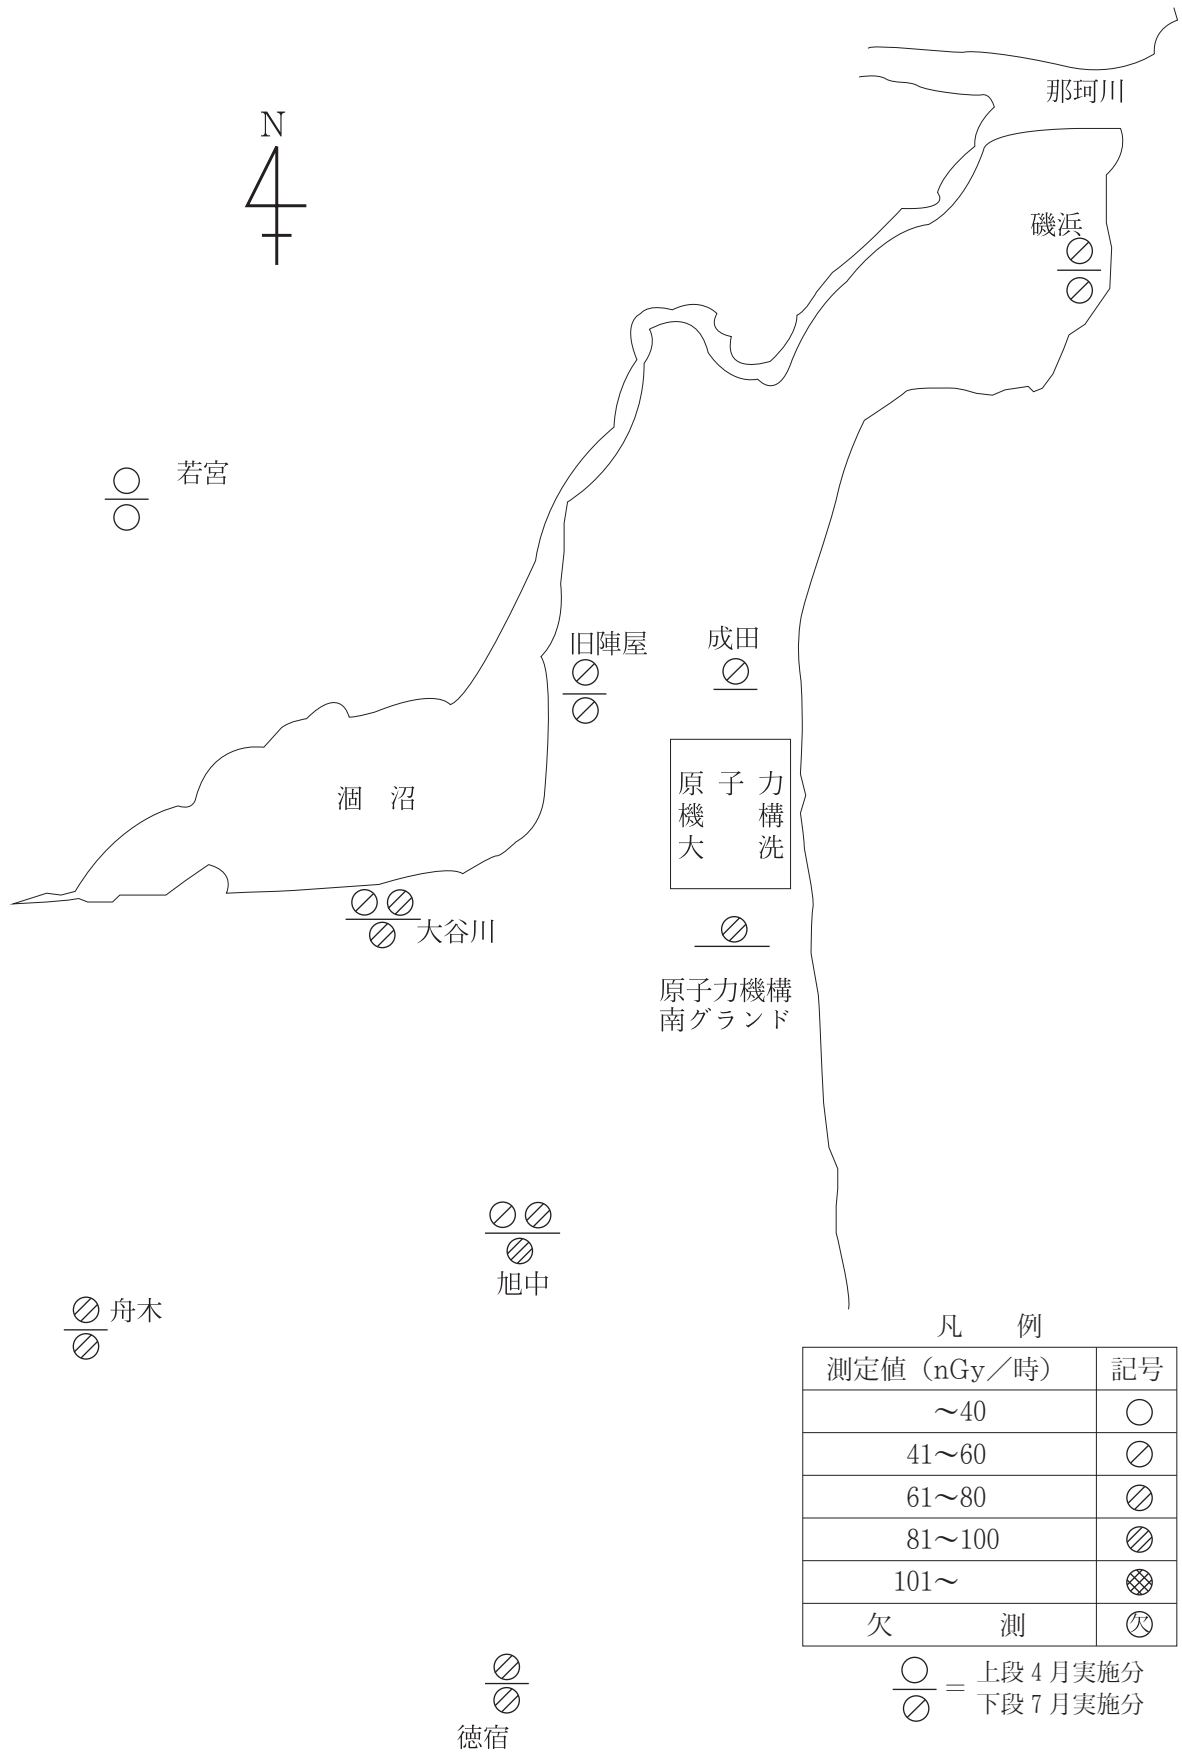 那珂川
N
磯浜
若宮
旧陣屋
成田
原子力
機構
大洗
涸沼
大谷川
原子力機構
南グランド
旭中
舟木
凡例
測定値（nGy／時） 記号
～40
41～60
61～80
81～100
101～
欠測 欠
= 上段4月実施分
下段7月実施分
徳宿